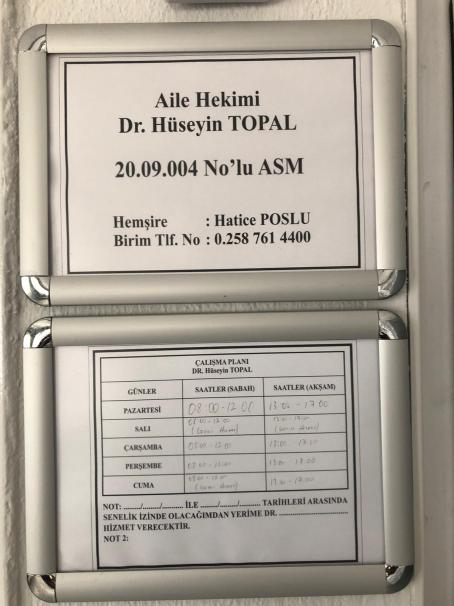 Aile Hekimi
Dr. Hüseyin TOPAL
20.09.004 No'lu ASM
Hemşire : Hatice POSLU
Birim Tlf. No : 0.258 761 4400
ÇALIŞMA PLANI
DR. Hüseyin TOPAL
GÜNLER SAATLER (SABAH) SAATLER (AKŞAM)
PAZARTESİ 08:00-12:00 13:00-17:00
SALI
ÇARŞAMBA 08:00-12:00 13:00-17:00
PERŞEMBE 13:00-17:00
CUMA 13:00-17:00
NOT: ......./......./.......... İLE ......./......./.......... TARİHLERİ ARASINDA
SENELİK İZİNDE OLACAĞIMDAN YERİME DR. ..............................
HİZMET VERECEKTİR.
NOT 2: